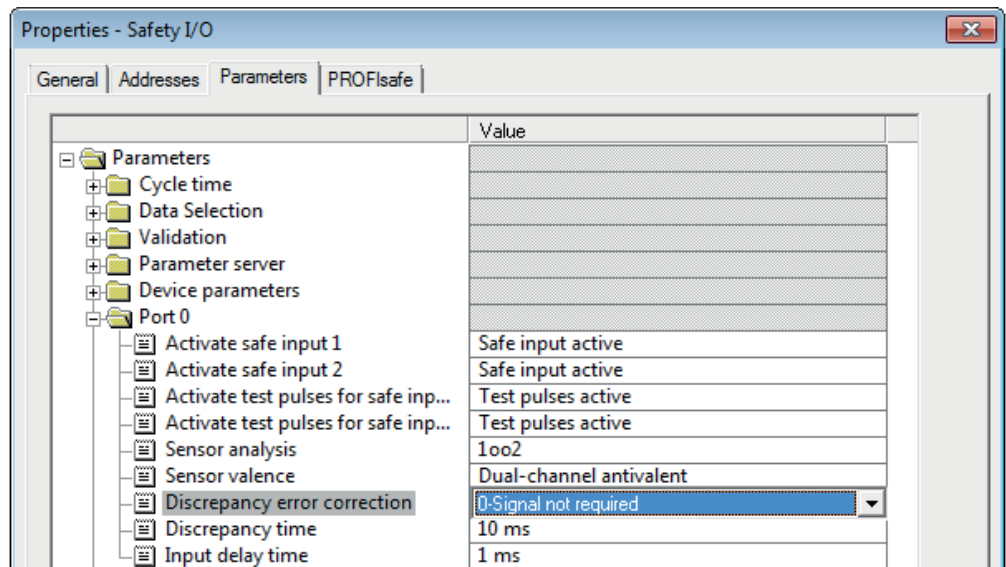 Properties - Safety I/O
General Addresses Parameters PROFIsafe
Value
Parameters
Cycle time
Data Selection
Validation
Parameter server
Device parameters
Port 0
Activate safe input 1 Safe input active
Activate safe input 2 Safe input active
Activate test pulses for safe inp... Test pulses active
Activate test pulses for safe inp... Test pulses active
Sensor analysis 1oo2
Sensor valence Dual-channel antivalent
Discrepancy error correction 0-Signal not required
Discrepancy time 10 ms
Input delay time 1 ms